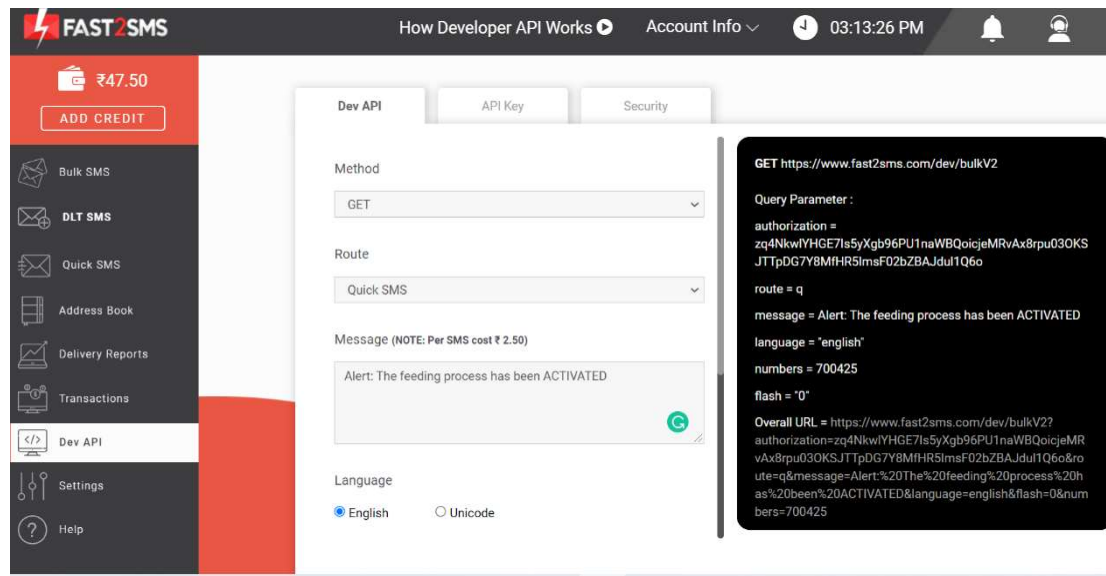 FAST2SMS
How Developer API Works
Account Info
03:13:26 PM
₹47.50
ADD CREDIT
Bulk SMS
DLT SMS
Quick SMS
Address Book
Delivery Reports
Transactions
</> Dev API
Settings
? Help
Dev API
API Key
Security
Method
GET
Route
Quick SMS
Message (NOTE: Per SMS cost ₹ 2.50)
Alert: The feeding process has been ACTIVATED
G
Language
English
Unicode
GET https://www.fast2sms.com/dev/bulkV2
Query Parameter :
authorization =
zq4NkwlYHGE7Is5yXgb96PU1naWBQoicjeMRvAx8rpu03OKS
JTTpDG7Y8MfHR5ImsF02bZBAJdul1Q6o
route = q
message = Alert: The feeding process has been ACTIVATED
language = "english"
numbers = 700425
flash = "0"
Overall URL = https://www.fast2sms.com/dev/bulkV2?
authorization=zq4NkwlYHGE7Is5yXgb96PU1naWBQoicjeMR
vAx8rpu03OKSJTTpDG7Y8MfHR5ImsF02bZBAJdul1Q6o&ro
ute=q&message=Alert:%20The%20feeding%20process%20h
as%20been%20ACTIVATED&language=english&flash=0&num
bers=700425